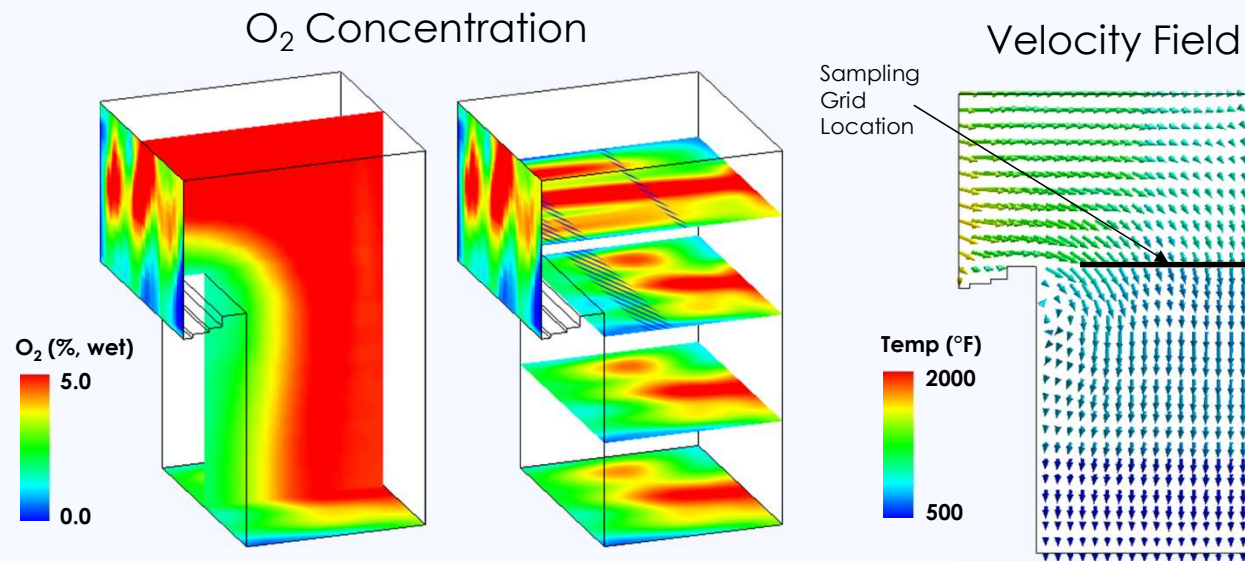 O₂ Concentration
Velocity Field
Sampling
Grid
Location
O₂ (%, wet)
5.0
0.0
Temp (°F)
2000
500